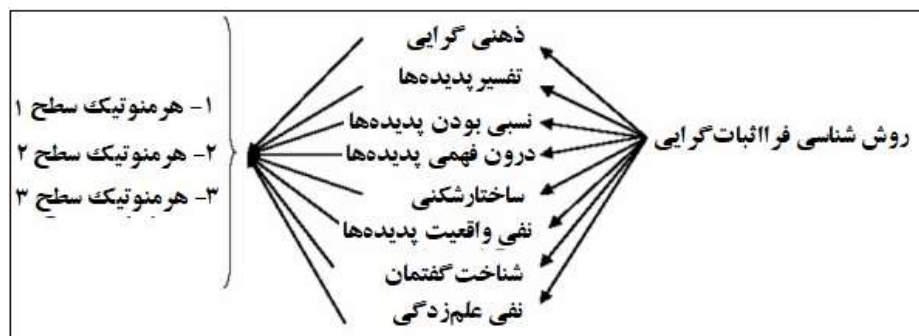 روش شناسی فرااثبات‌گرایی
ذهنی گرایی
تفسیر پدیده‌ها
نسبی بودن پدیده‌ها
درون فهمی پدیده‌ها
ساختارشکنی
نفی واقعیت پدیده‌ها
شناخت گفتمان
نفی علم‌زدگی
۱- هرمنوتیک سطح ۱
۲- هرمنوتیک سطح ۲
۳- هرمنوتیک سطح ۳